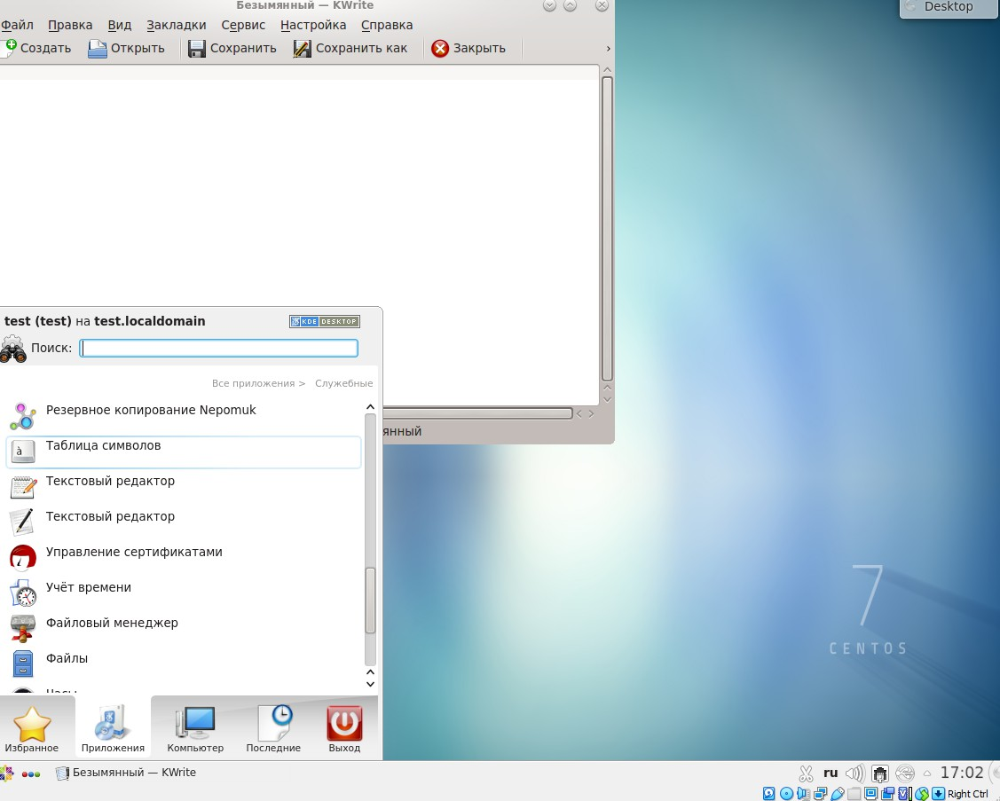 Безымянный — KWrite
Desktop
Файл Правка Вид Закладки Сервис Настройка Справка
Создать Открыть Сохранить Сохранить как Закрыть
test (test) на test.localdomain
KDE DESKTOP
Поиск:
Все приложения > Служебные
Резервное копирование Nepomuk
Таблица символов
Текстовый редактор
Текстовый редактор
Управление сертификатами
Учёт времени
Файловый менеджер
Файлы
янный
7
CENTOS
Избранное Приложения Компьютер Последние Выход
Безымянный — KWrite
ru
17:02
Right Ctrl